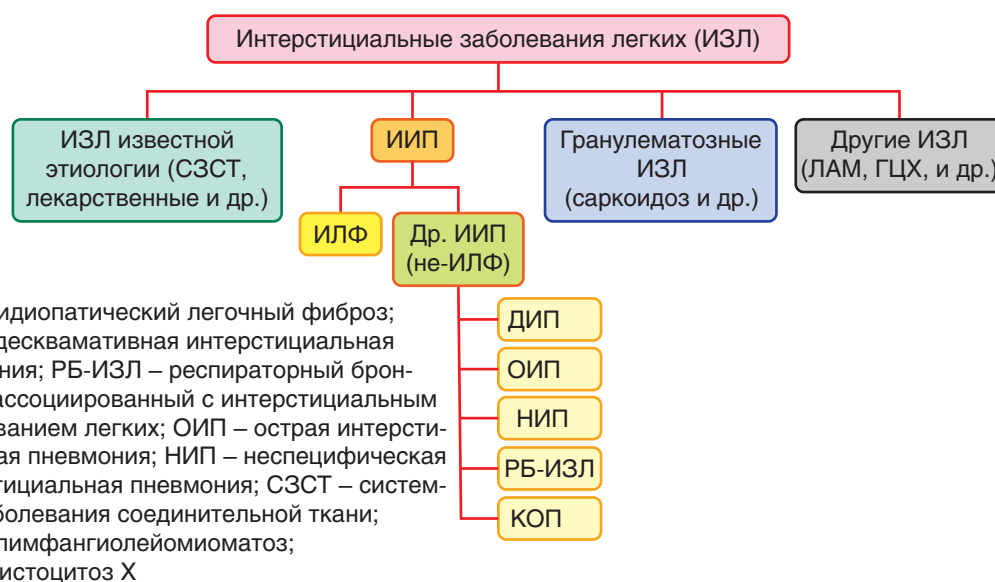 Интерстициальные заболевания легких (ИЗЛ)
ИЗЛ известной
этиологии (СЗСТ,
лекарственные и др.)
ИИП
Гранулематозные
ИЗЛ
(саркоидоз и др.)
Другие ИЗЛ
(ЛАМ, ГЦХ, и др.)
ИЛФ
Др. ИИП
(не-ИЛФ)
ДИП
ОИП
НИП
РБ-ИЗЛ
КОП
идиопатический легочный фиброз;
десквамативная интерстициальная
ния; РБ-ИЗЛ – респираторный брон-
ассоциированный с интерстициальным
ванием легких; ОИП – острая интерсти-
ая пневмония; НИП – неспецифическая
тициальная пневмония; СЗСТ – систем-
болевания соединительной ткани;
лимфангиолейомиоматоз;
истоцитоз X